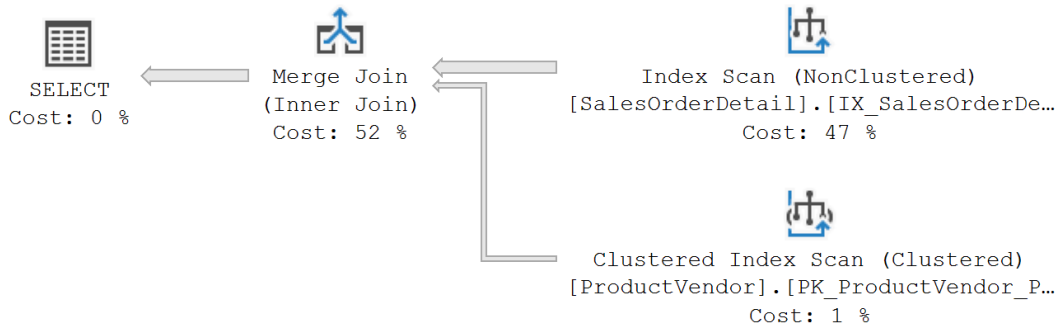 SELECT
Cost: 0 %
Merge Join
(Inner Join)
Cost: 52 %
Index Scan (NonClustered)
[SalesOrderDetail].[IX_SalesOrderDe…
Cost: 47 %
Clustered Index Scan (Clustered)
[ProductVendor].[PK_ProductVendor_P…
Cost: 1 %